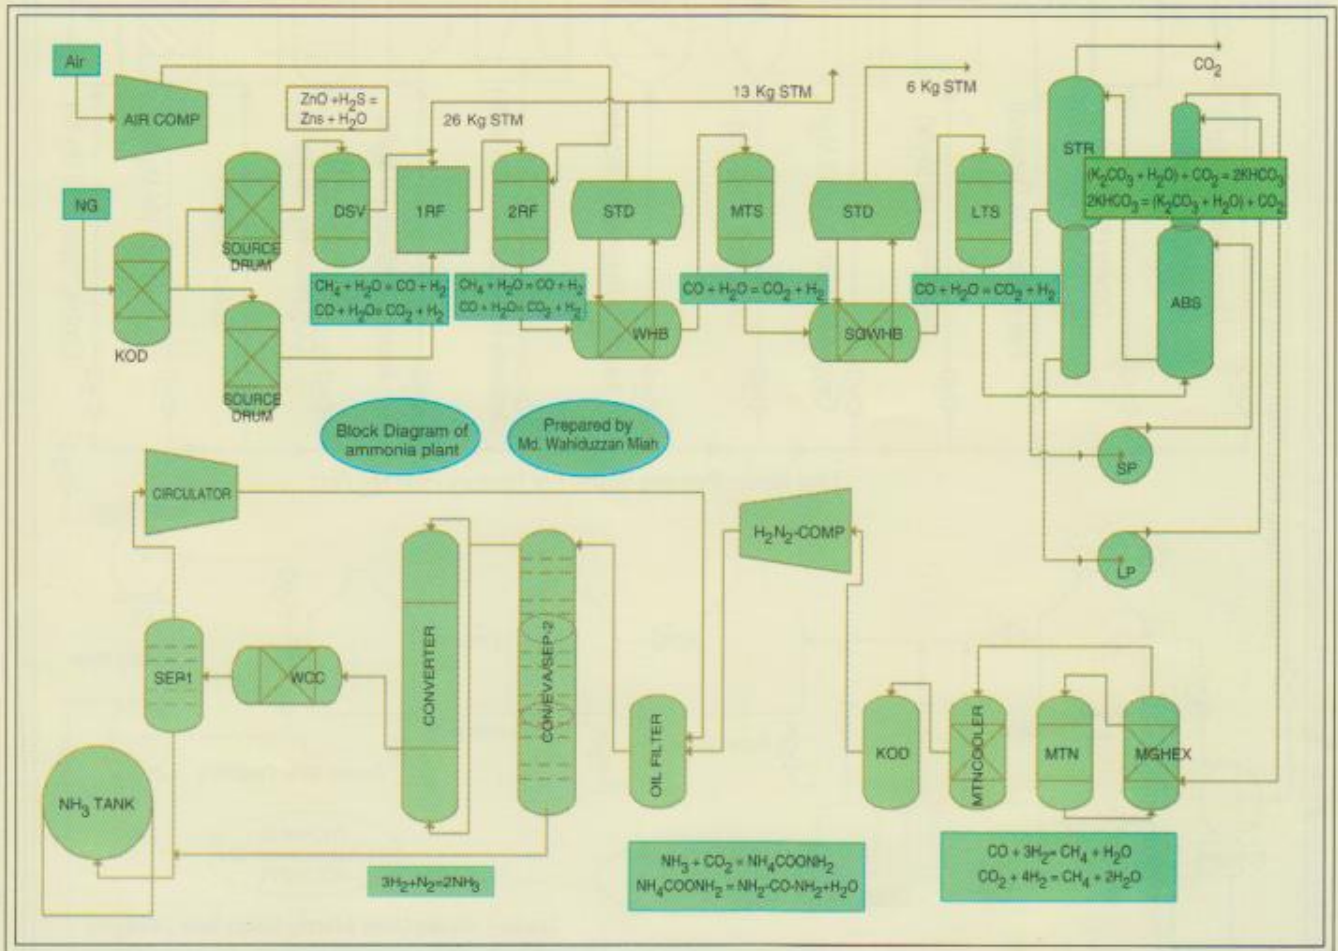 Air
AIR COMP
ZnO + H₂S =
Zns + H₂O
26 Kg STM
13 Kg STM
6 Kg STM
CO₂
NG
KOD
SOURCE
DRUM
SOURCE
DRUM
DSV
1RF
2RF
STD
WHB
MTS
STD
SGWHB
LTS
STR
ABS
(K₂CO₃ + H₂O) + CO₂ = 2KHCO₃
2KHCO₃ = (K₂CO₃ + H₂O) + CO₂
CH₄ + H₂O = CO + H₂
CO + H₂O = CO₂ + H₂
CH₄ + H₂O = CO + H₂
CO + H₂O = CO₂ + H₂
CO + H₂O = CO₂ + H₂
CO + H₂O = CO₂ + H₂
Block Diagram of
ammonia plant
Prepared by
Md. Wahiduzzan Miah
SP
LP
CIRCULATOR
H₂N₂-COMP
SEP1
WCC
CONVERTER
CON/EVA/SEP-2
OIL FILTER
KOD
MTNCOOLER
MTN
MGHEX
NH₃ TANK
3H₂+N₂=2NH₃
NH₃ + CO₂ = NH₄COONH₂
NH₄COONH₂ = NH₂-CO-NH₂+H₂O
CO + 3H₂= CH₄ + H₂O
CO₂ + 4H₂ = CH₄ + 2H₂O